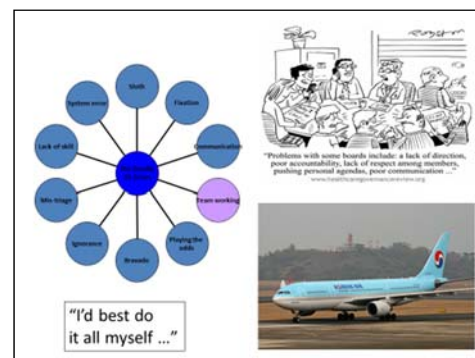 Sloth
System error
Fixation
Lack of skill
Communication
Mis-triage
Team working
Ignorance
Playing the
odds
Bravado
"I'd best do
it all myself ..."
"Problems with some boards include: a lack of direction,
poor accountability, lack of respect among members,
pushing personal agendas, poor communication ..."
www.healthcaregovernancereview.org
KOREAN AIR